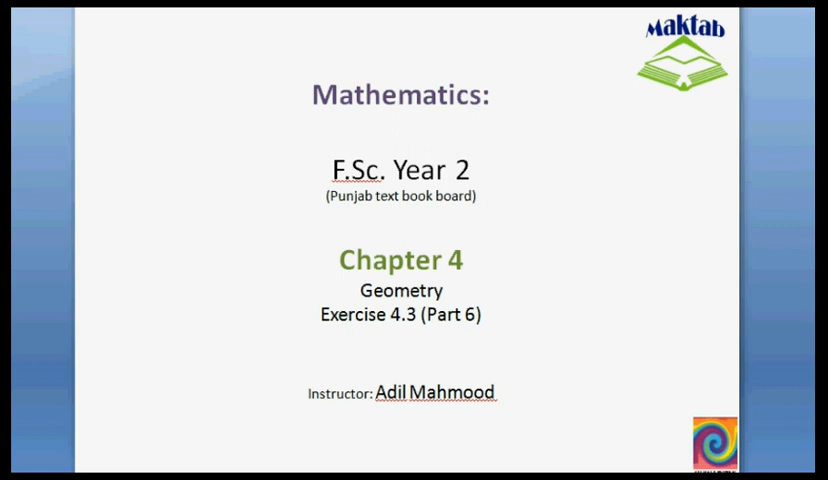 Maktab
Mathematics:
F.Sc. Year 2
(Punjab text book board)
Chapter 4
Geometry
Exercise 4.3 (Part 6)
Instructor: Adil Mahmood